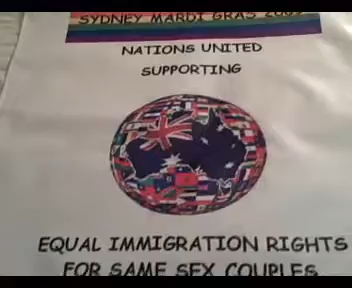 SYDNEY MARDI GRAS
NATIONS UNITED
SUPPORTING
EQUAL IMMIGRATION RIGHTS
FOR SAME SEX COUPLES